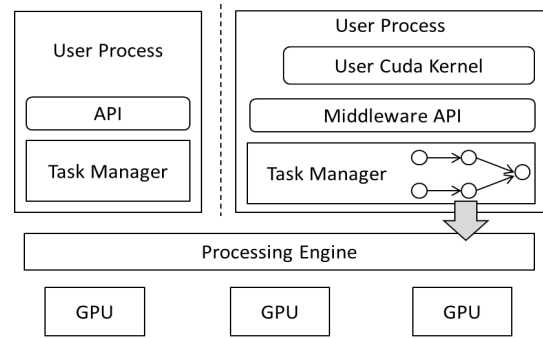 User Process
API
Task Manager
User Process
User Cuda Kernel
Middleware API
Task Manager
Processing Engine
GPU
GPU
GPU